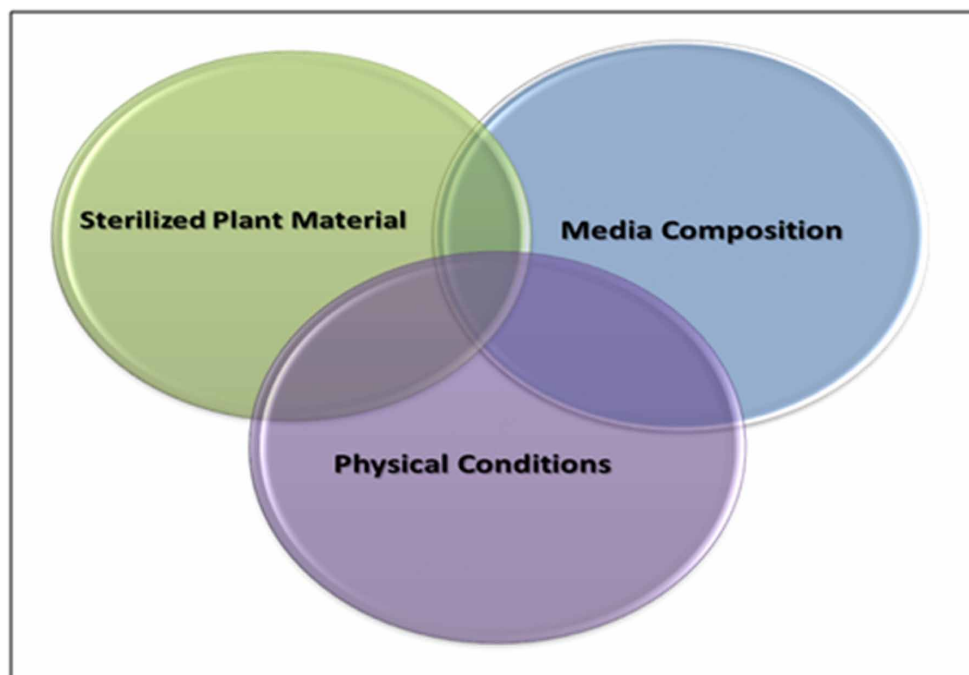 Sterilized Plant Material
Media Composition
Physical Conditions